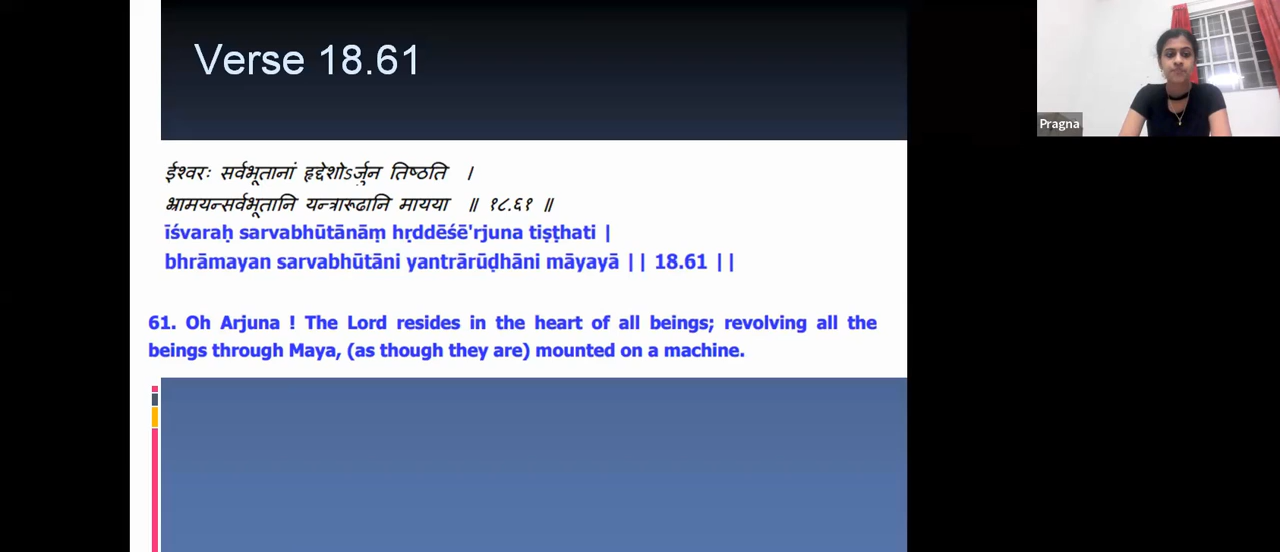 Verse 18.61
ईश्वरः सर्वभूतानां हृद्देशोऽर्जुन तिष्ठति ।
भ्रामयन्सर्वभूतानि यन्त्रारूढानि मायया ॥ १८.६१ ॥
īśvaraḥ sarvabhūtānāṃ hṛddēśē'rjuna tiṣṭhati |
bhrāmayan sarvabhūtāni yantrārūḍhāni māyayā || 18.61 ||
61. Oh Arjuna ! The Lord resides in the heart of all beings; revolving all the
beings through Maya, (as though they are) mounted on a machine.
Pragna